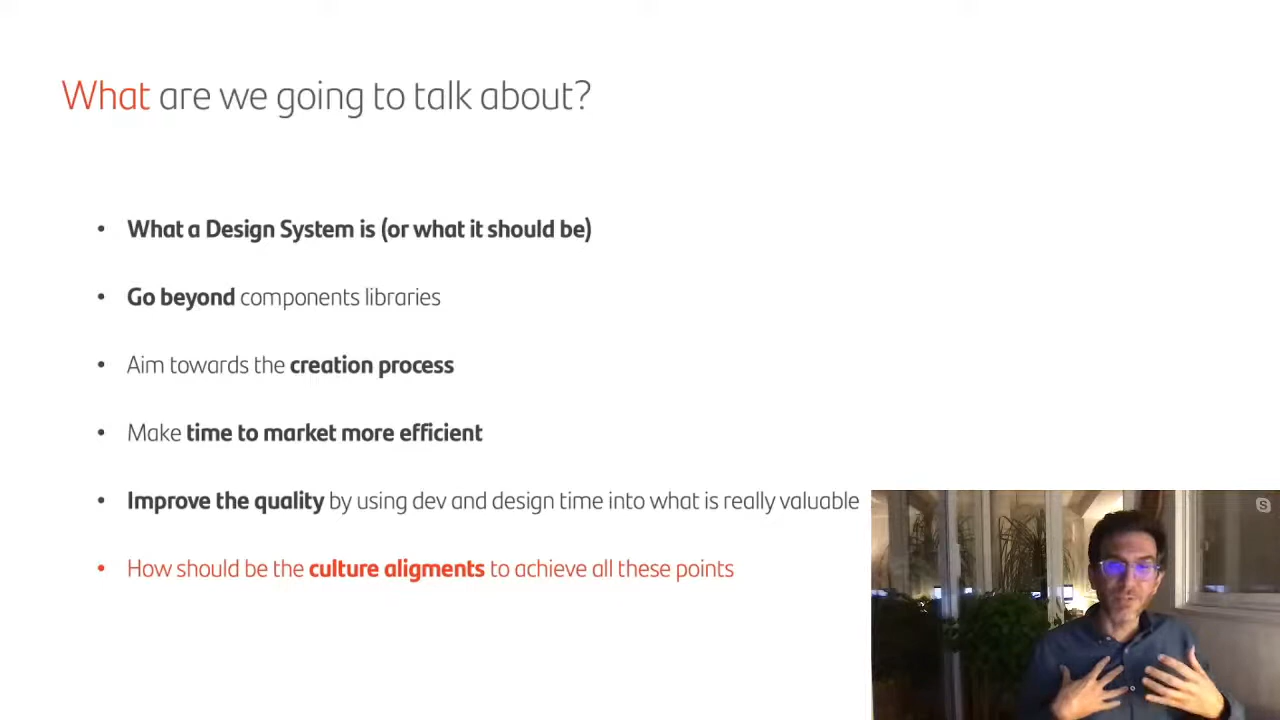 What are we going to talk about?
• What a Design System is (or what it should be)
• Go beyond components libraries
• Aim towards the creation process
• Make time to market more efficient
• Improve the quality by using dev and design time into what is really valuable
• How should be the culture aligments to achieve all these points